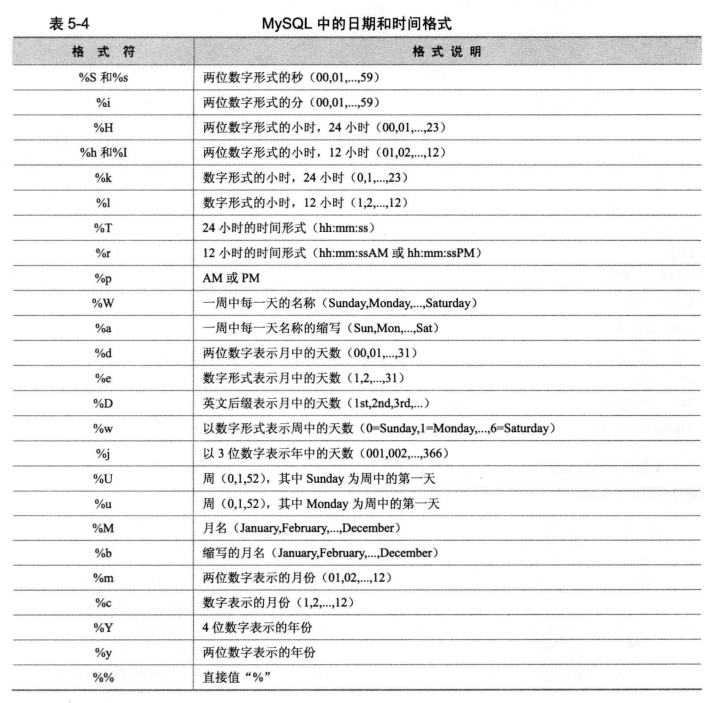 表 5-4 MySQL 中的日期和时间格式
格 式 符 格 式 说 明
%S 和%s 两位数字形式的秒（00,01,...,59）
%i 两位数字形式的分（00,01,...,59）
%H 两位数字形式的小时，24 小时（00,01,...,23）
%h 和%I 两位数字形式的小时，12 小时（01,02,...,12）
%k 数字形式的小时，24 小时（0,1,...,23）
%l 数字形式的小时，12 小时（1,2,...,12）
%T 24 小时的时间形式（hh:mm:ss）
%r 12 小时的时间形式（hh:mm:ssAM 或 hh:mm:ssPM）
%p AM 或 PM
%W 一周中每一天的名称（Sunday,Monday,...,Saturday）
%a 一周中每一天名称的缩写（Sun,Mon,...,Sat）
%d 两位数字表示月中的天数（00,01,...,31）
%e 数字形式表示月中的天数（1,2,...,31）
%D 英文后缀表示月中的天数（1st,2nd,3rd,...）
%w 以数字形式表示周中的天数（0=Sunday,1=Monday,...,6=Saturday）
%j 以 3 位数字表示年中的天数（001,002,...,366）
%U 周（0,1,52），其中 Sunday 为周中的第一天
%u 周（0,1,52），其中 Monday 为周中的第一天
%M 月名（January,February,...,December）
%b 缩写的月名（January,February,...,December）
%m 两位数字表示的月份（01,02,...,12）
%c 数字表示的月份（1,2,...,12）
%Y 4 位数字表示的年份
%y 两位数字表示的年份
%% 直接值“%”